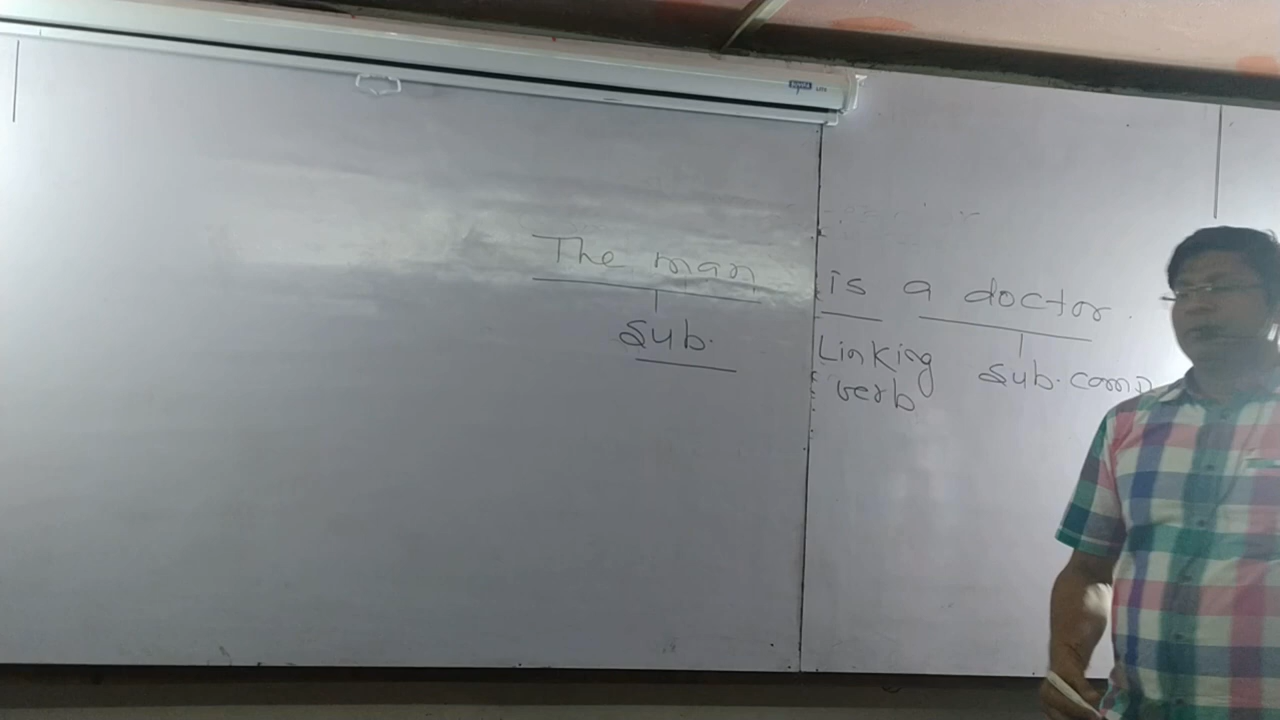 The man is a doctor.
Sub. Linking Sub. comp
verb